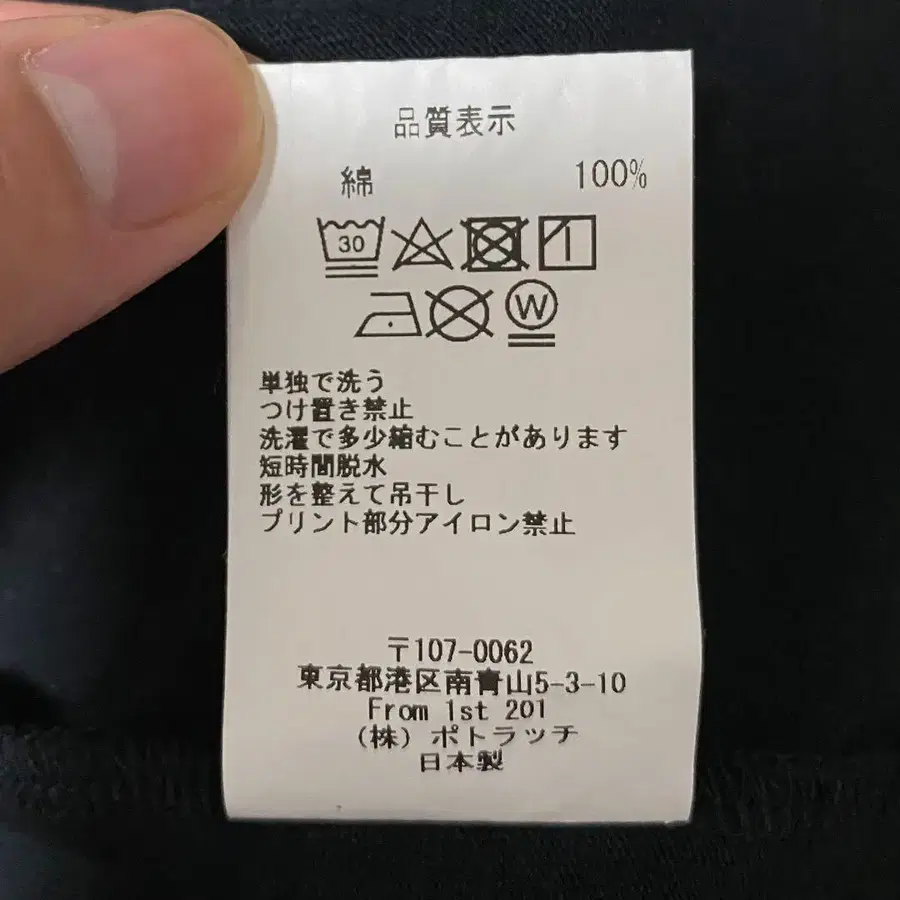 品質表示
綿 100%
30
W
単独で洗う
つけ置き禁止
洗濯で多少縮むことがあります
短時間脱水
形を整えて吊干し
プリント部分アイロン禁止
〒107-0062
東京都港区南青山5-3-10
From 1st 201
(株) ポトラッチ
日本製